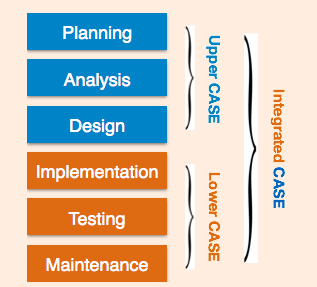 Planning
Analysis
Design
Implementation
Testing
Maintenance
Upper CASE
Lower CASE
Integrated CASE